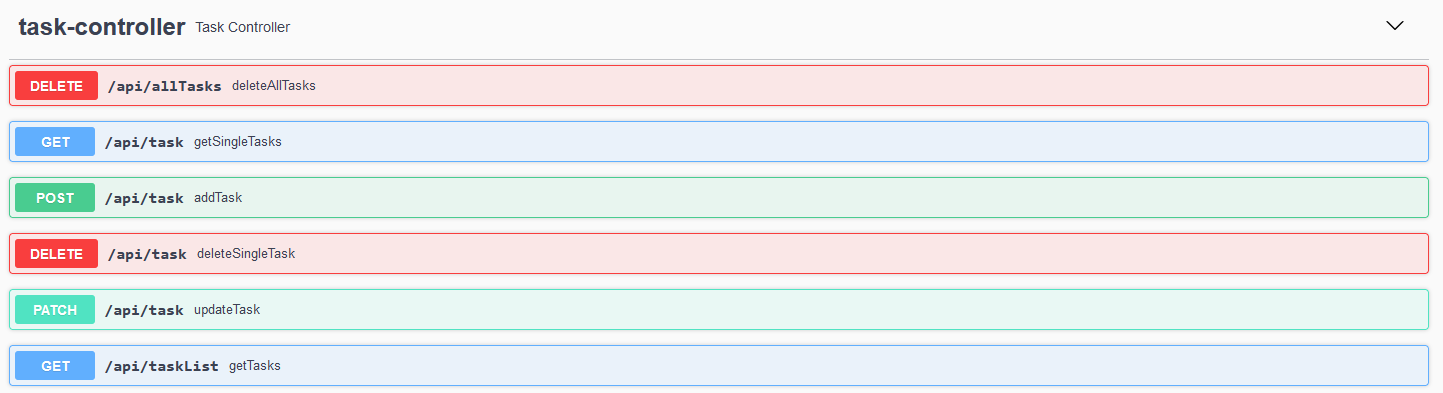 task-controller Task Controller
DELETE /api/allTasks deleteAllTasks
GET /api/task getSingleTasks
POST /api/task addTask
DELETE /api/task deleteSingleTask
PATCH /api/task updateTask
GET /api/taskList getTasks